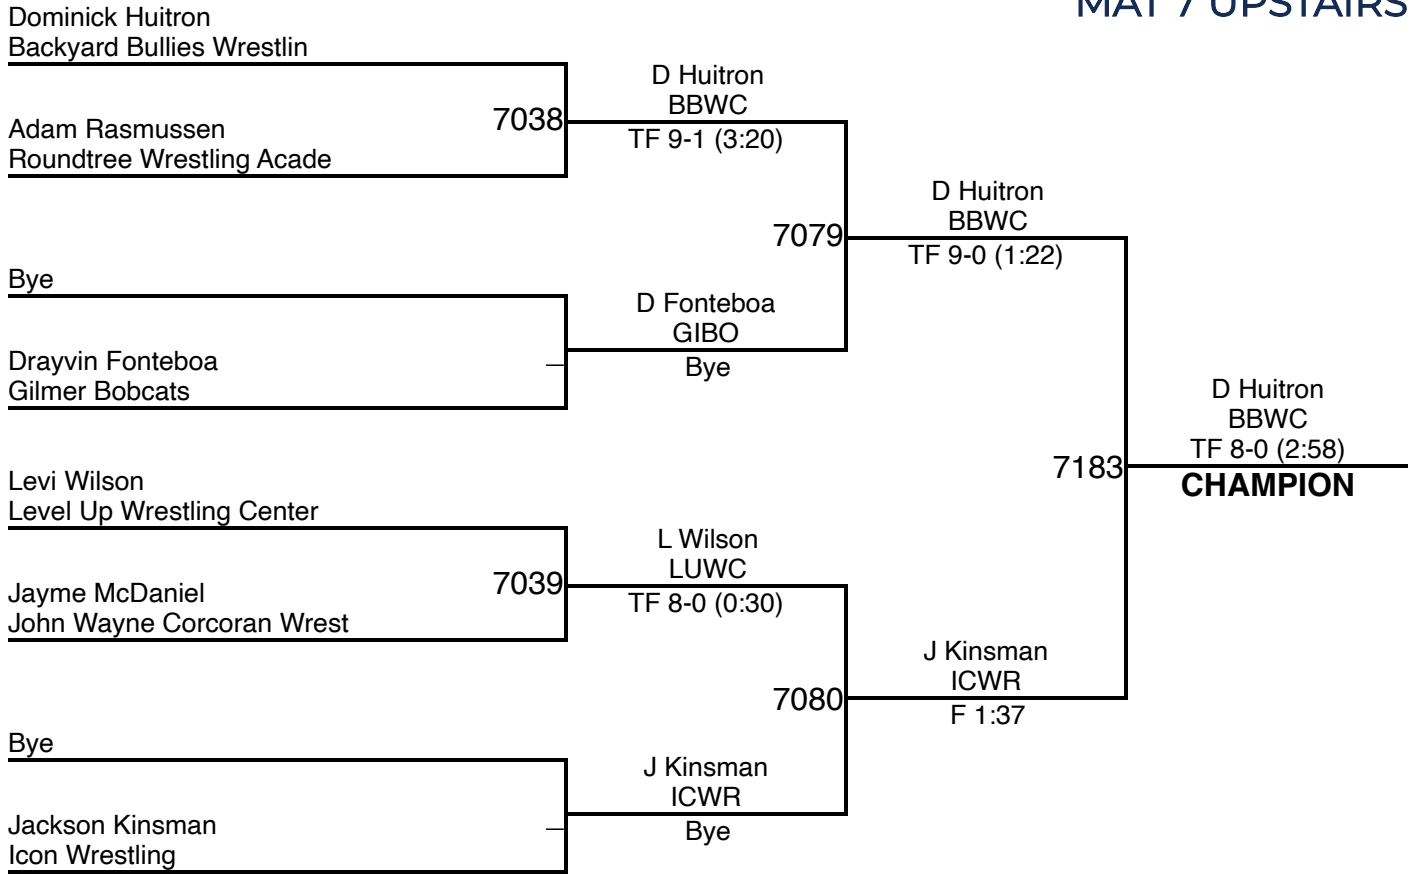 MAT 7 UPSTAIRS
Dominick Huitron
Backyard Bullies Wrestlin
Adam Rasmussen
Roundtree Wrestling Acade
7038
D Huitron
BBWC
TF 9-1 (3:20)
Bye
Drayvin Fonteboa
Gilmer Bobcats
D Fonteboa
GIBO
Bye
7079
D Huitron
BBWC
TF 9-0 (1:22)
Levi Wilson
Level Up Wrestling Center
Jayme McDaniel
John Wayne Corcoran Wrest
7039
L Wilson
LUWC
TF 8-0 (0:30)
Bye
Jackson Kinsman
Icon Wrestling
J Kinsman
ICWR
Bye
7080
J Kinsman
ICWR
F 1:37
7183
D Huitron
BBWC
TF 8-0 (2:58)
CHAMPION